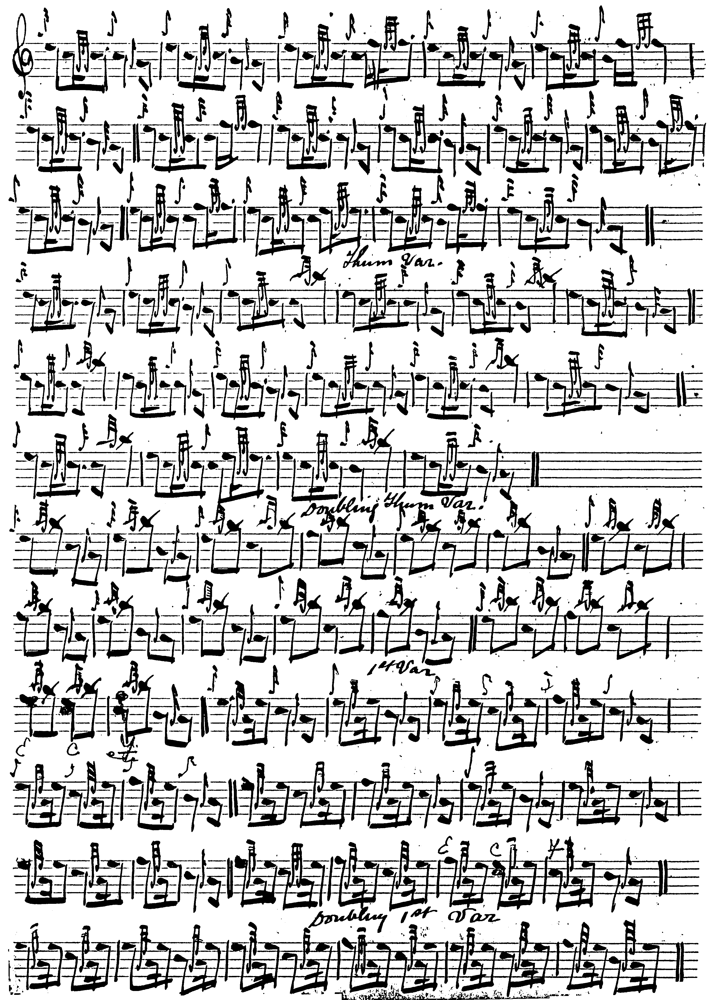 Thum Var.
Doubling Thum Var.
1st Var
E C
E C
Doubling 1st Var